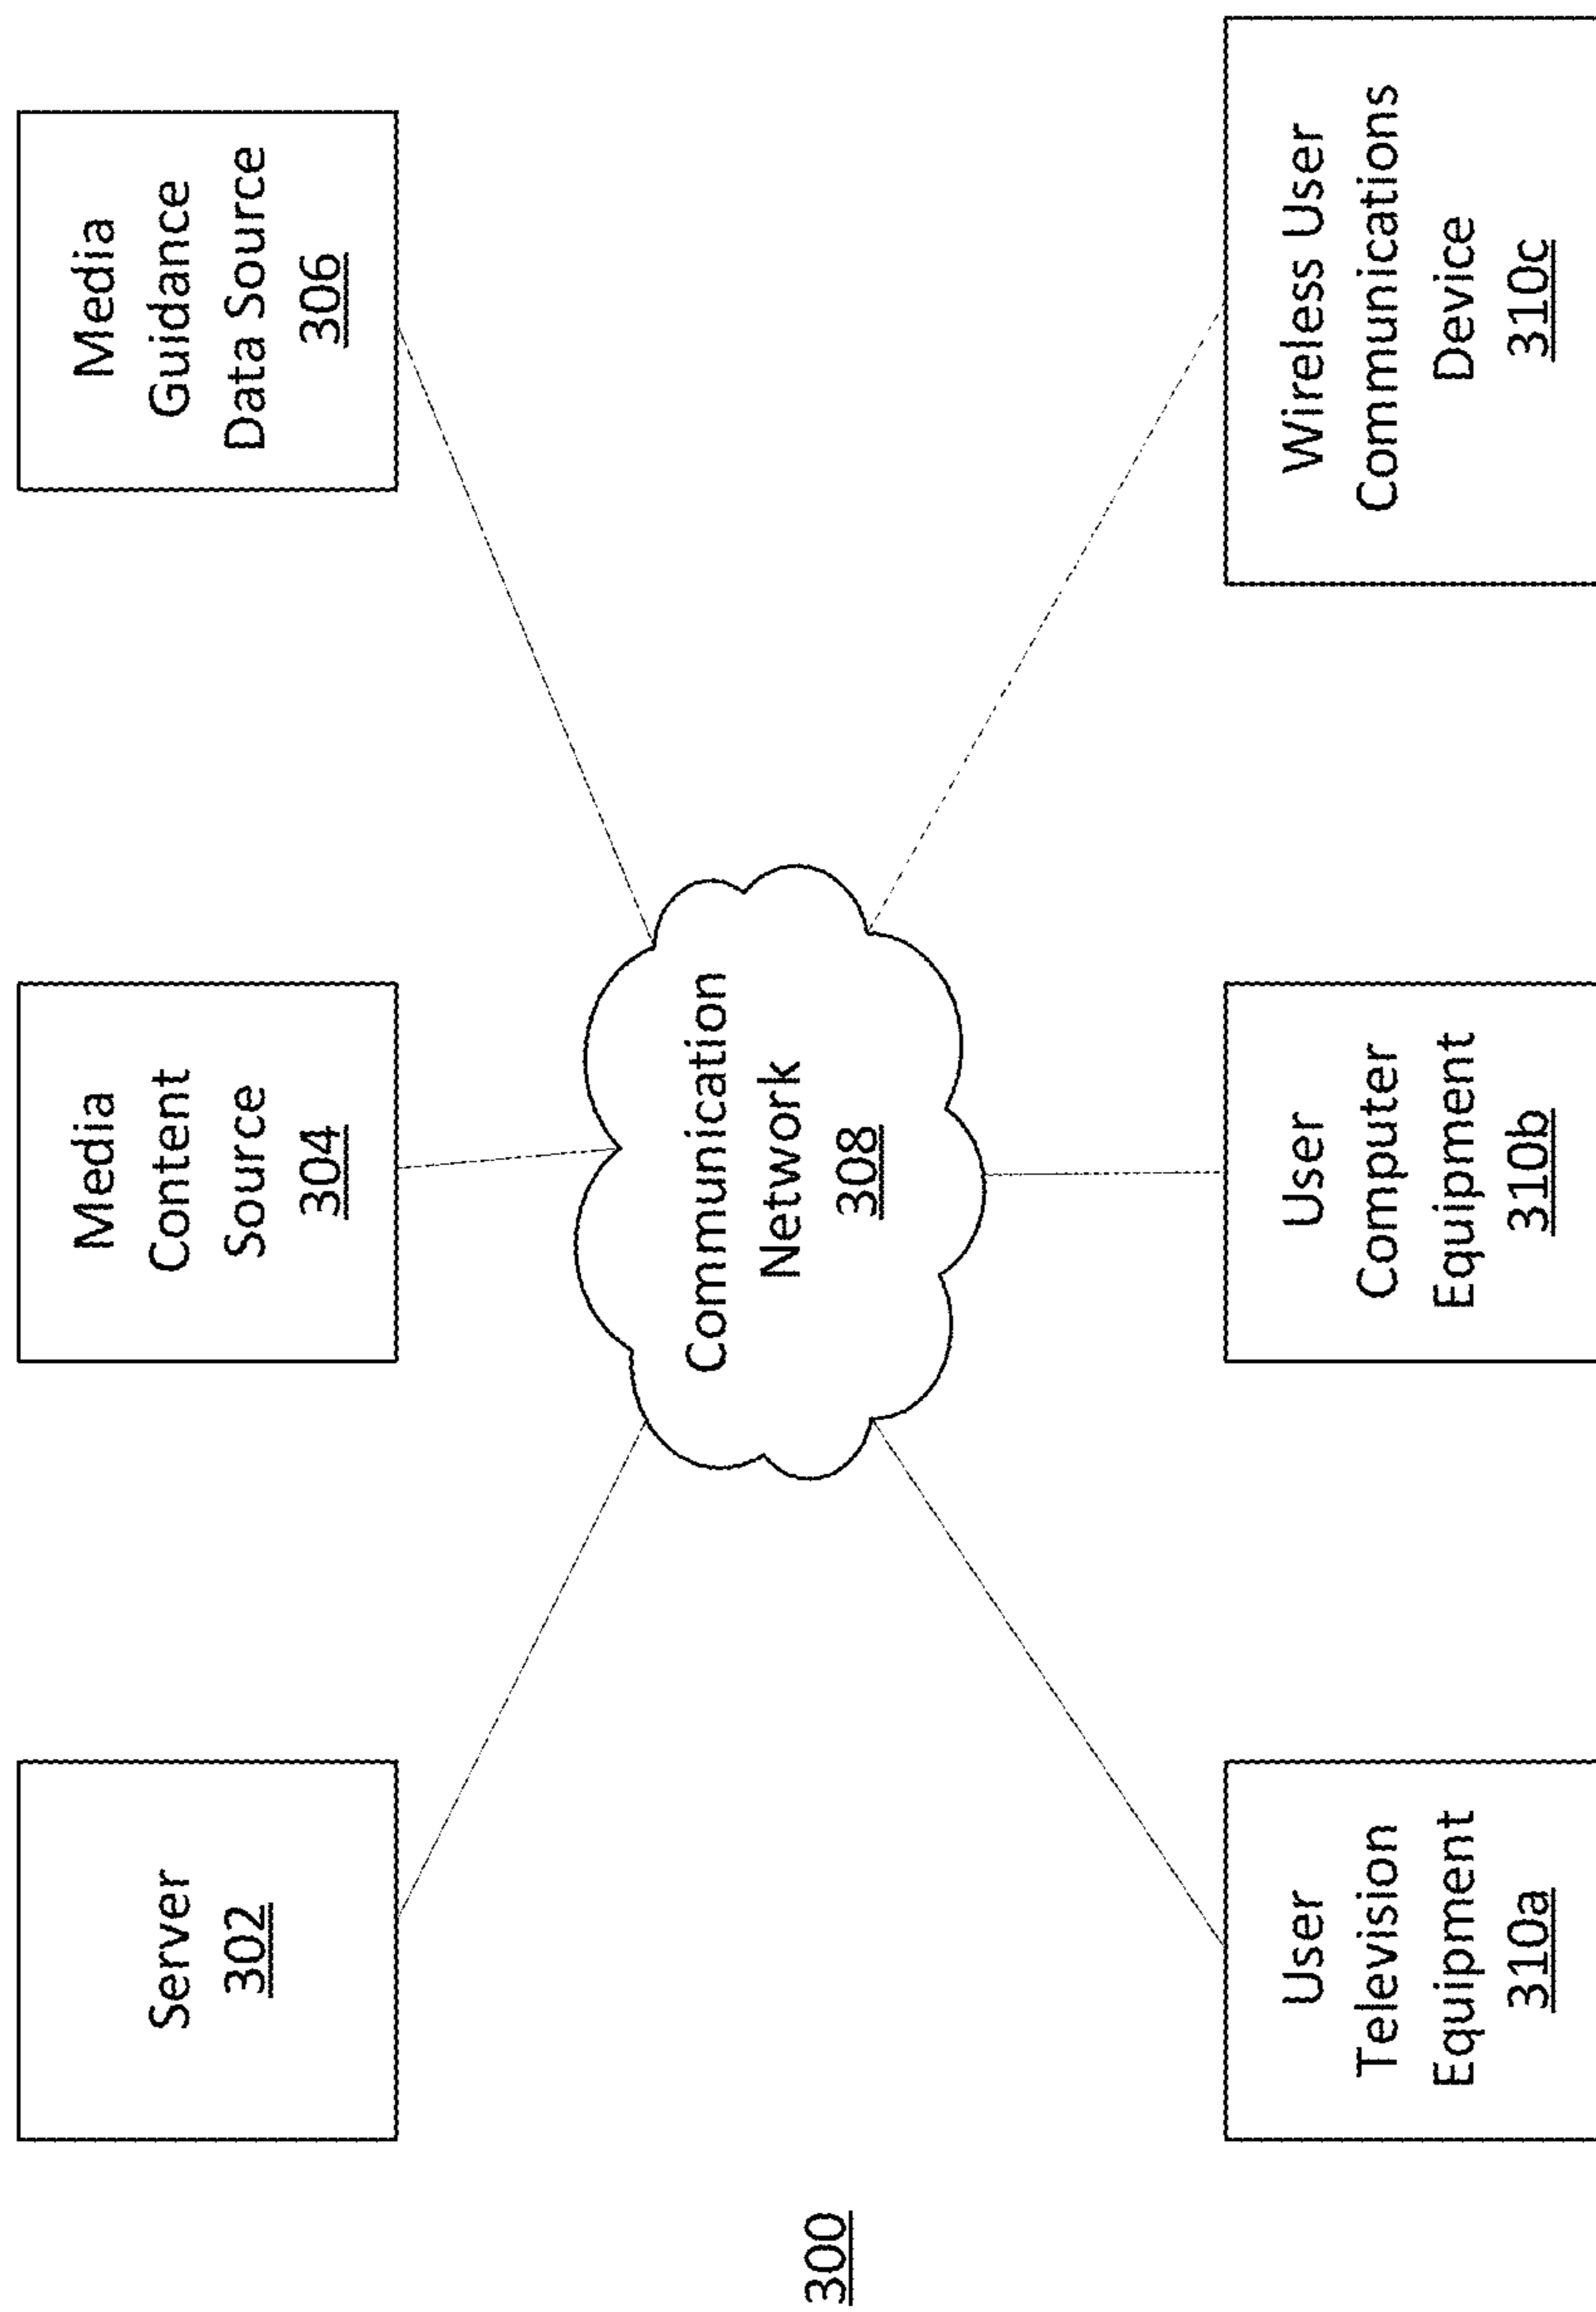 Server
302
Media
Content
Source
304
Media
Guidance
Data Source
306
Communication
Network
308
300
User
Television
Equipment
310a
User
Computer
Equipment
310b
Wireless User
Communications
Device
310c